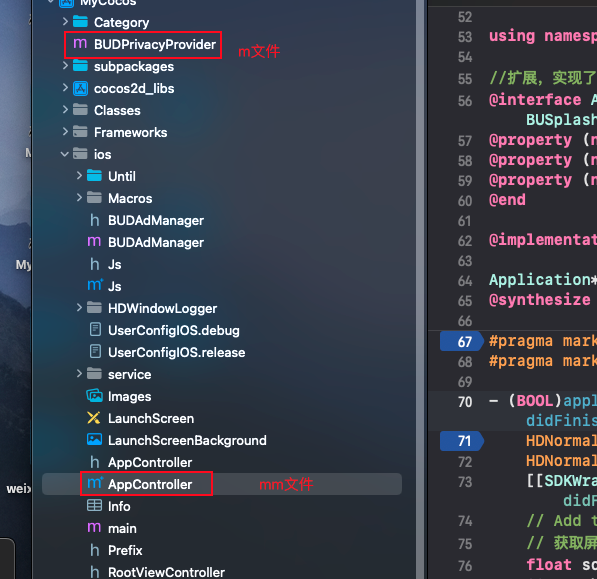 MyCocos
Category
BUDPrivacyProvider
m文件
subpackages
cocos2d_libs
Classes
Frameworks
ios
Until
Macros
h BUDAdManager
m BUDAdManager
h Js
m Js
HDWindowLogger
UserConfigIOS.debug
UserConfigIOS.release
service
Images
LaunchScreen
LaunchScreenBackground
h AppController
m AppController
mm文件
Info
m main
h Prefix
h RootViewController
My
weix
52
53 using namesp
54
55 //扩展，实现了
56 @interface A
BUSplash
57 @property (n
58 @property (n
59 @property (n
60 @end
61
62 @implementat
63
64 Application*
65 @synthesize
66
67 #pragma mark
68 #pragma mark
69
70 - (BOOL)appl
didFinis
71 HDNormal
72 HDNormal
73 [[SDKWra
didF
74 // Add t
75 // 获取屏
76 float sc